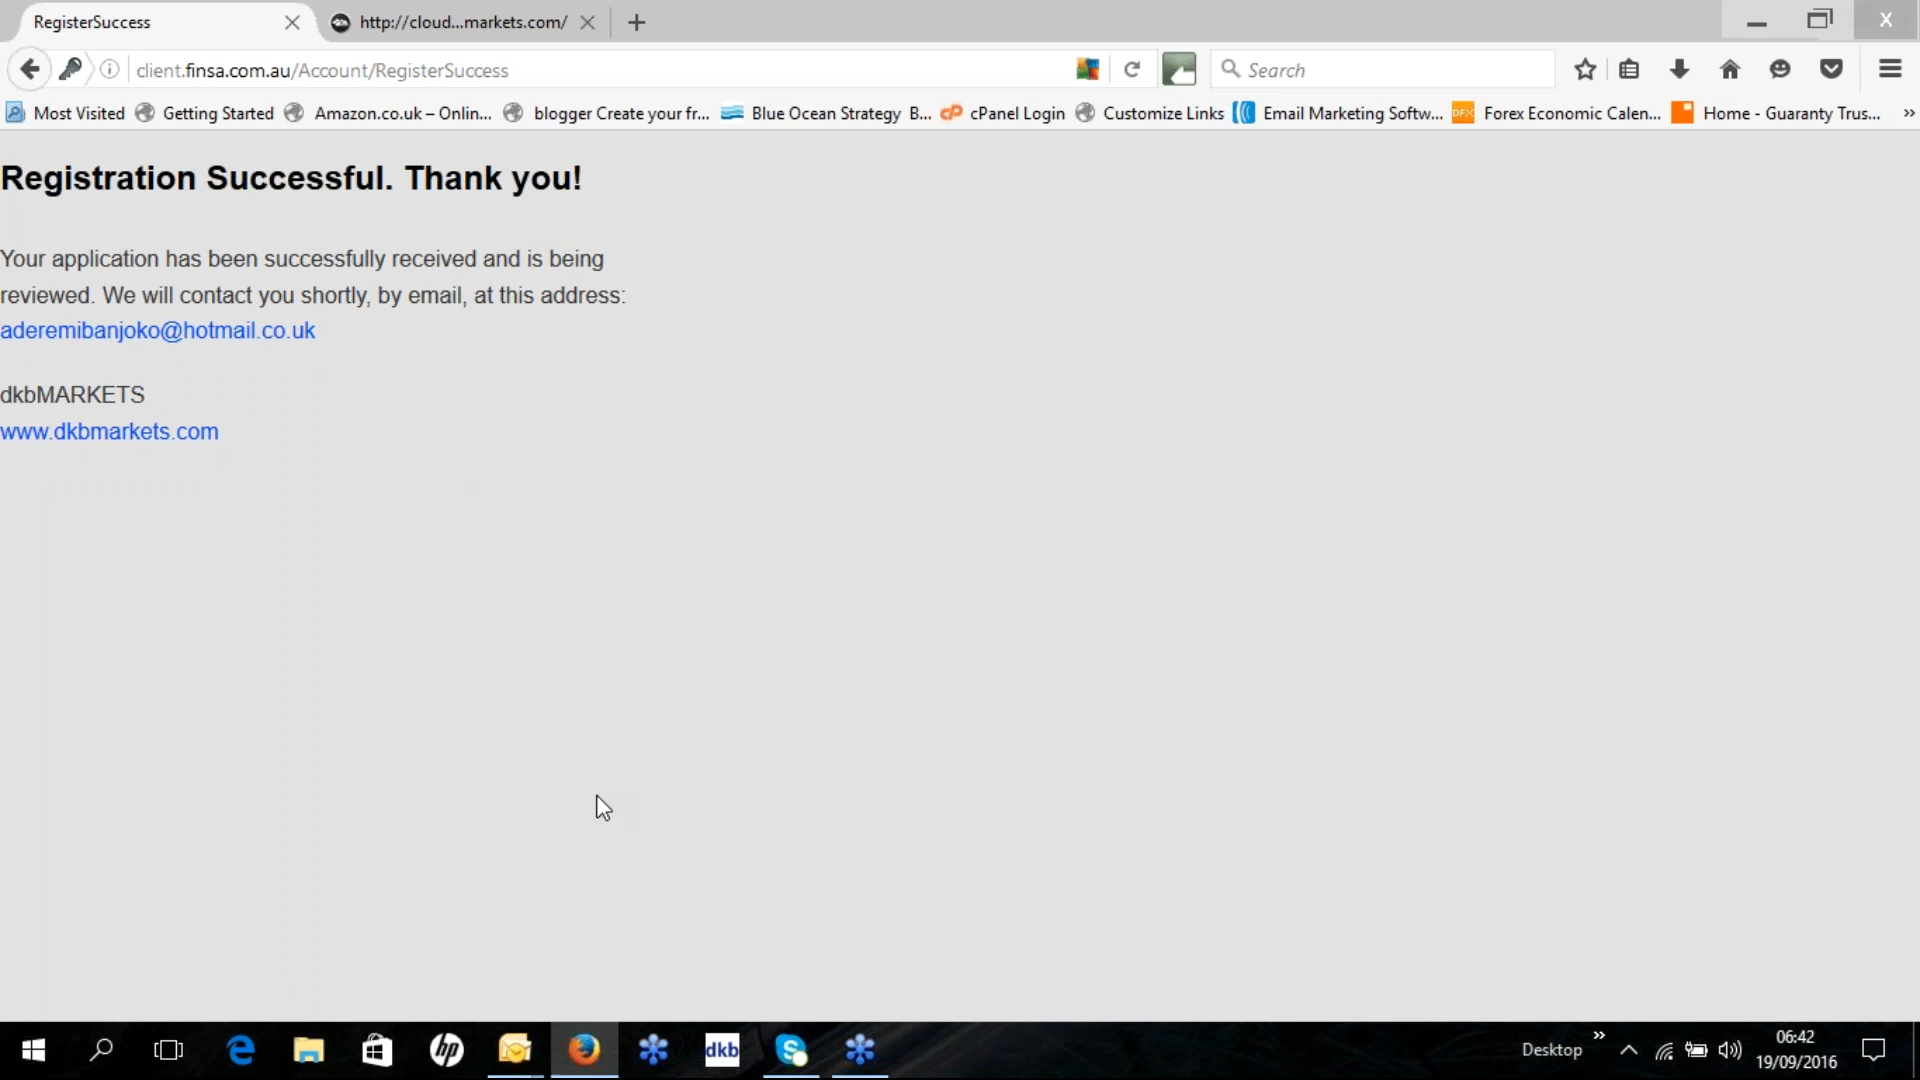 RegisterSuccess
http://cloud...markets.com/
X
client.finsa.com.au/Account/RegisterSuccess
Search
Most Visited
Getting Started
Amazon.co.uk – Onlin...
blogger Create your fr...
Blue Ocean Strategy B...
cP cPanel Login
Customize Links
Email Marketing Softw...
DFX Forex Economic Calen...
Home - Guaranty Trus...
Registration Successful. Thank you!
Your application has been successfully received and is being
reviewed. We will contact you shortly, by email, at this address:
aderemibanjoko@hotmail.co.uk
dkbMARKETS
www.dkbmarkets.com
hp
dkb
Desktop
06:42
19/09/2016